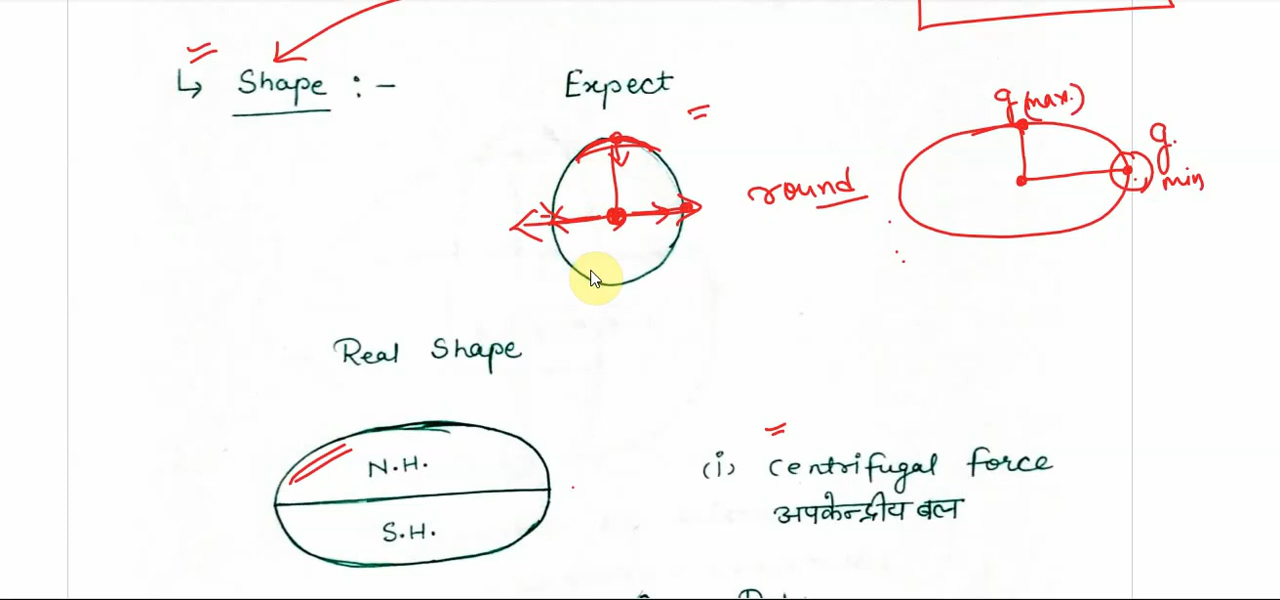 ↳ Shape :-
Expect
g (max.)
g.
min
round
Real Shape
N.H.
S.H.
(i) Centrifugal force
अपकेन्द्रीय बल